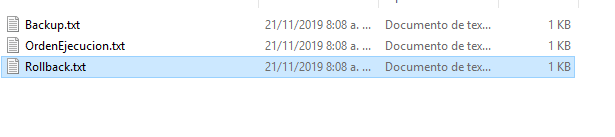 Backup.txt 21/11/2019 8:08 a. ... Documento de tex... 1 KB
OrdenEjecucion.txt 21/11/2019 8:08 a. ... Documento de tex... 1 KB
Rollback.txt 21/11/2019 8:08 a. ... Documento de tex... 1 KB